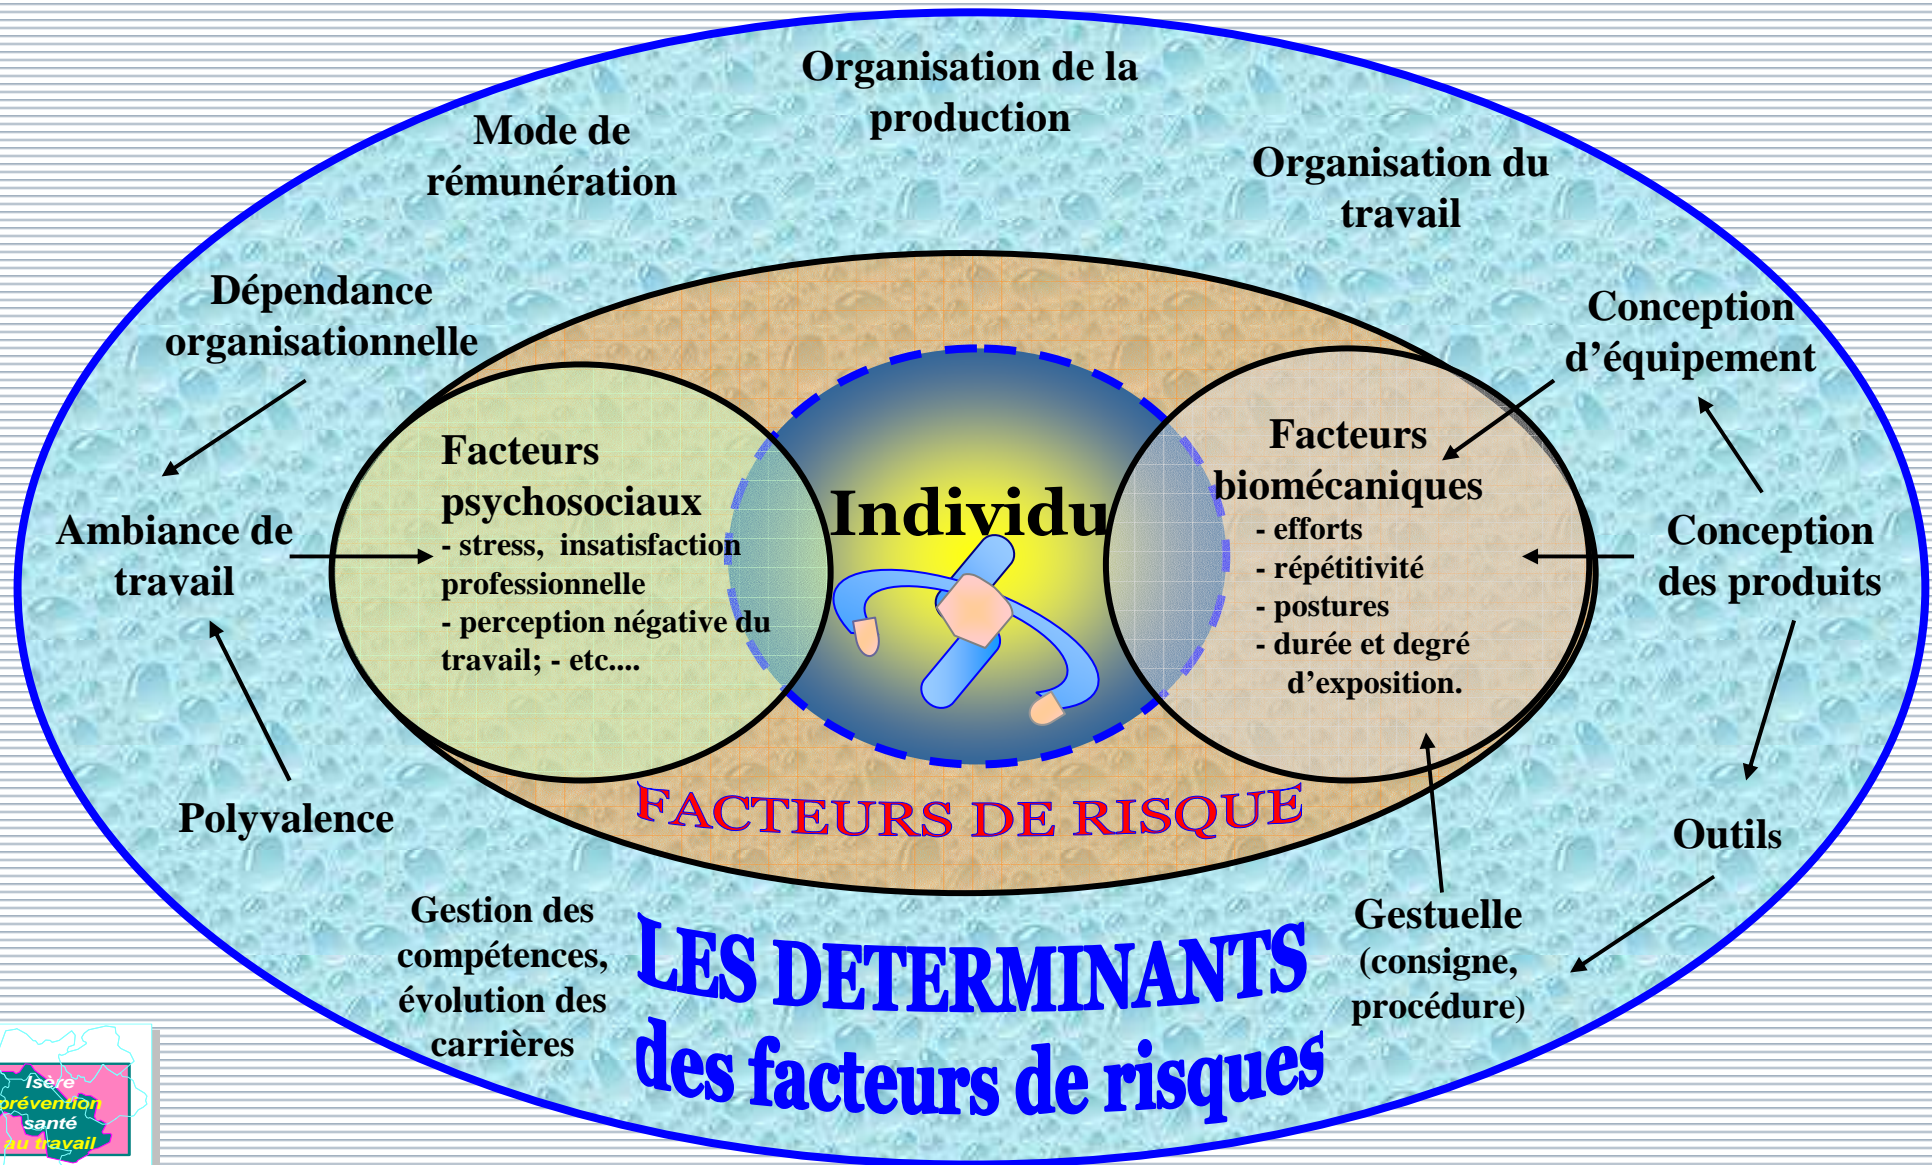 Organisation de la
production
Mode de
rémunération
Organisation du
travail
Dépendance
organisationnelle
Conception
d’équipement
Facteurs
psychosociaux
- stress, insatisfaction
professionnelle
- perception négative du
travail; - etc....
Individu
Facteurs
biomécaniques
- efforts
- répétitivité
- postures
- durée et degré
d’exposition.
Ambiance de
travail
Conception
des produits
Polyvalence
FACTEURS DE RISQUE
Outils
Gestion des
compétences,
évolution des
carrières
LES DETERMINANTS
des facteurs de risques
Gestuelle
(consigne,
procédure)
Isère
prévention
santé
au travail